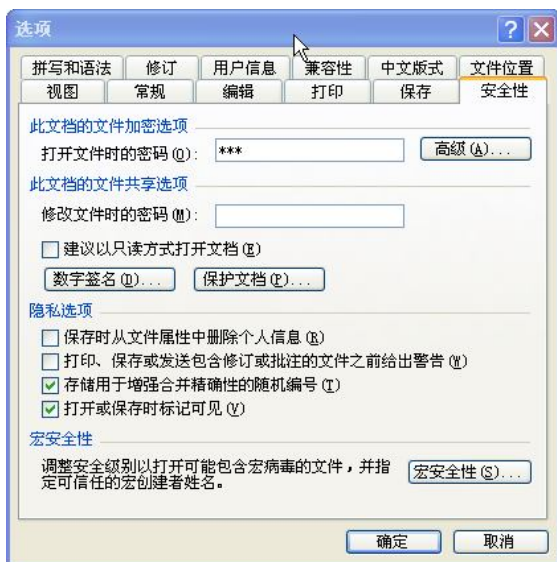 选项
拼写和语法 修订 用户信息 兼容性 中文版式 文件位置
视图 常规 编辑 打印 保存 安全性
此文档的文件加密选项
打开文件时的密码(O): *** 高级(A)...
此文档的文件共享选项
修改文件时的密码(M):
建议以只读方式打开文档(E)
数字签名(D)... 保护文档(P)...
隐私选项
保存时从文件属性中删除个人信息(R)
打印、保存或发送包含修订或批注的文件之前给出警告(W)
存储用于增强合并精确性的随机编号(T)
打开或保存时标记可见(V)
宏安全性
调整安全级别以打开可能包含宏病毒的文件，并指
定可信任的宏创建者姓名。 宏安全性(S)...
确定 取消